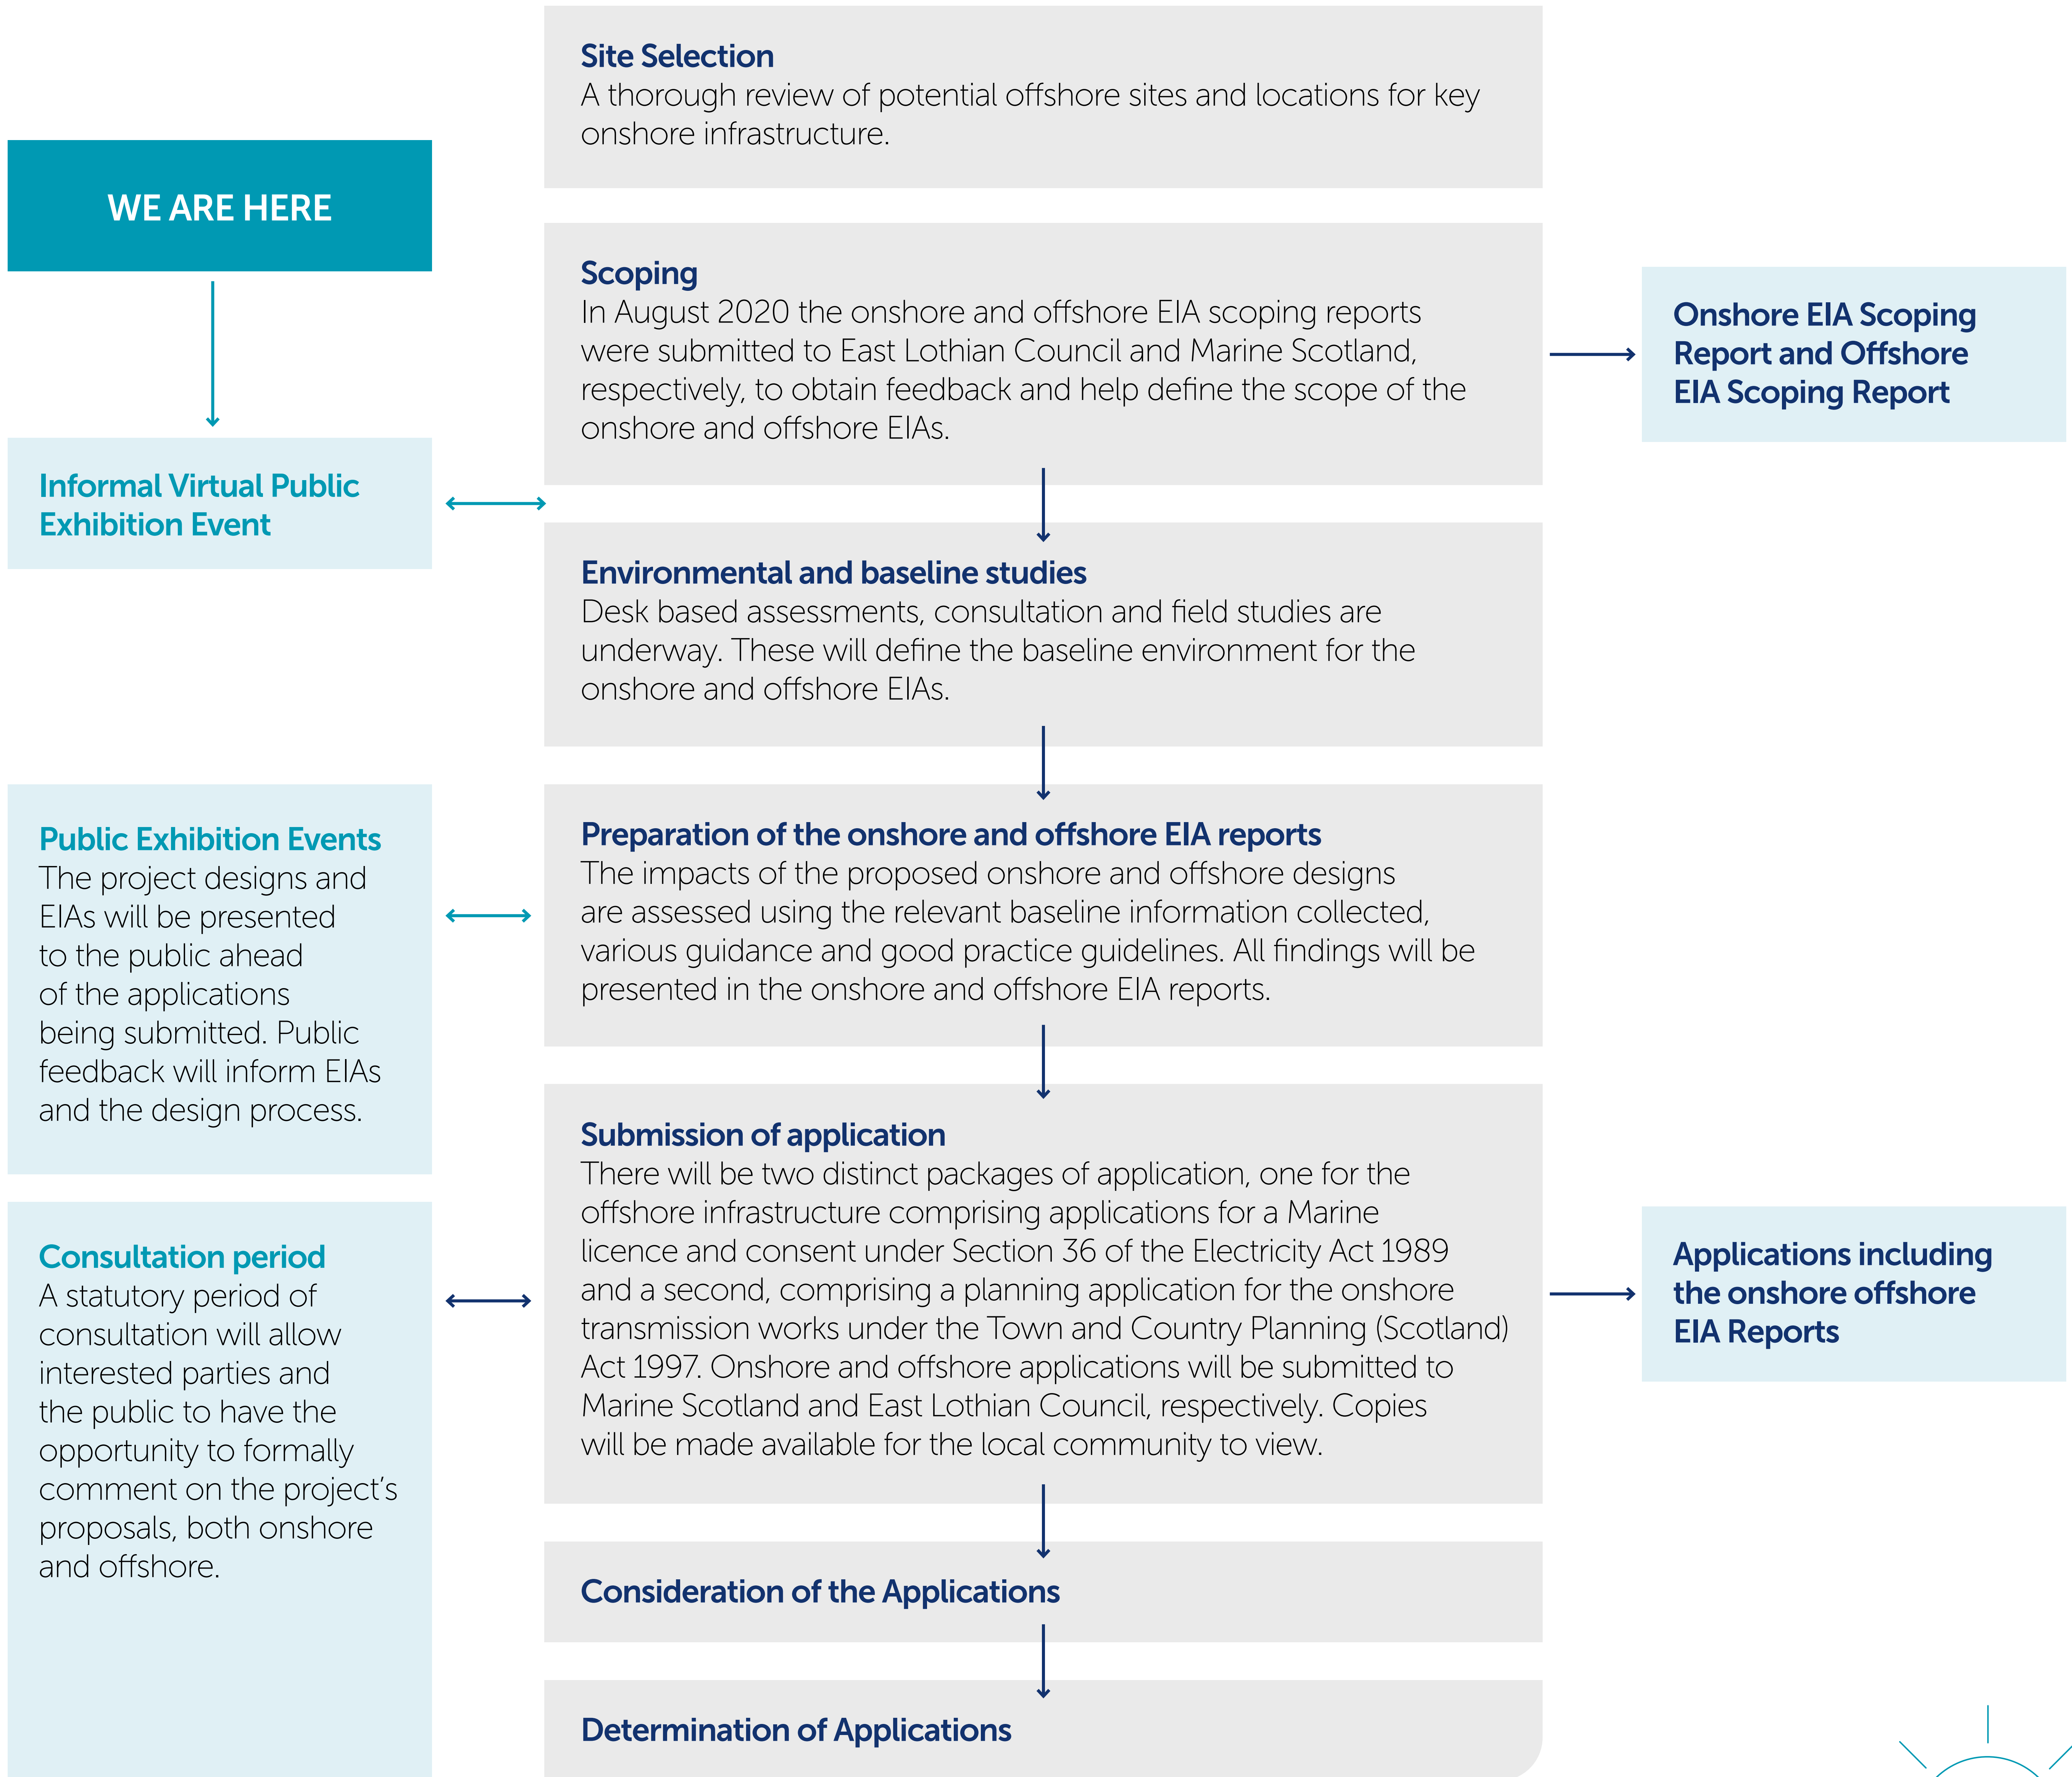 Site Selection
A thorough review of potential offshore sites and locations for key
onshore infrastructure.
WE ARE HERE
Scoping
In August 2020 the onshore and offshore EIA scoping reports
were submitted to East Lothian Council and Marine Scotland,
respectively, to obtain feedback and help define the scope of the
onshore and offshore EIAs.
Onshore EIA Scoping
Report and Offshore
EIA Scoping Report
Informal Virtual Public
Exhibition Event
Environmental and baseline studies
Desk based assessments, consultation and field studies are
underway. These will define the baseline environment for the
onshore and offshore EIAs.
Public Exhibition Events
The project designs and
EIAs will be presented
to the public ahead
of the applications
being submitted. Public
feedback will inform EIAs
and the design process.
Preparation of the onshore and offshore EIA reports
The impacts of the proposed onshore and offshore designs
are assessed using the relevant baseline information collected,
various guidance and good practice guidelines. All findings will be
presented in the onshore and offshore EIA reports.
Submission of application
There will be two distinct packages of application, one for the
offshore infrastructure comprising applications for a Marine
licence and consent under Section 36 of the Electricity Act 1989
and a second, comprising a planning application for the onshore
transmission works under the Town and Country Planning (Scotland)
Act 1997. Onshore and offshore applications will be submitted to
Marine Scotland and East Lothian Council, respectively. Copies
will be made available for the local community to view.
Applications including
the onshore offshore
EIA Reports
Consultation period
A statutory period of
consultation will allow
interested parties and
the public to have the
opportunity to formally
comment on the project's
proposals, both onshore
and offshore.
Consideration of the Applications
Determination of Applications